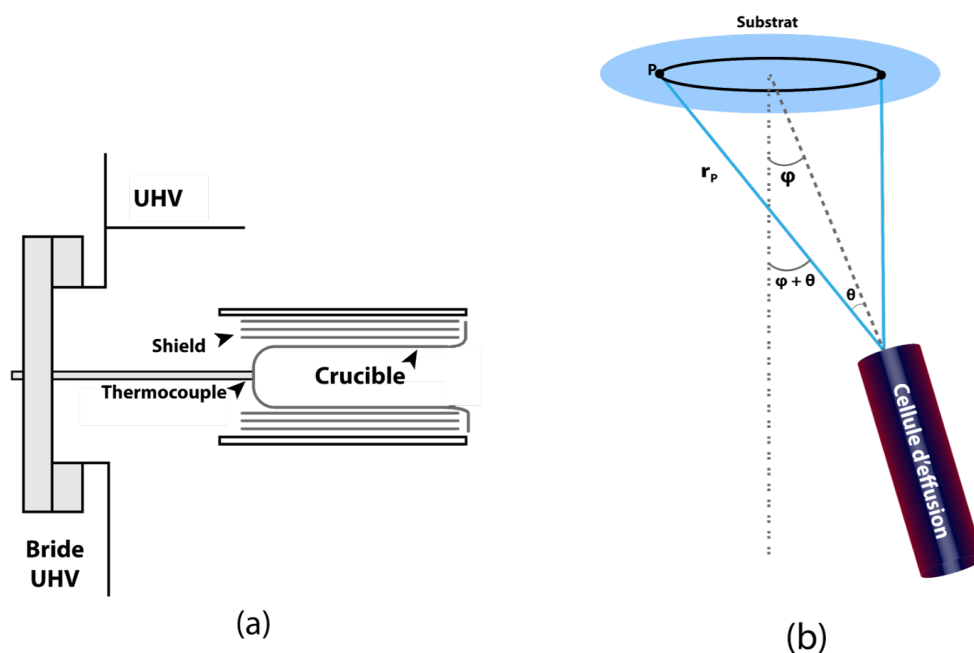 UHV
Shield
Crucible
Thermocouple
Bride
UHV
(a)
Substrat
P
r_P
φ
φ + θ
θ
Cellule d'effusion
(b)